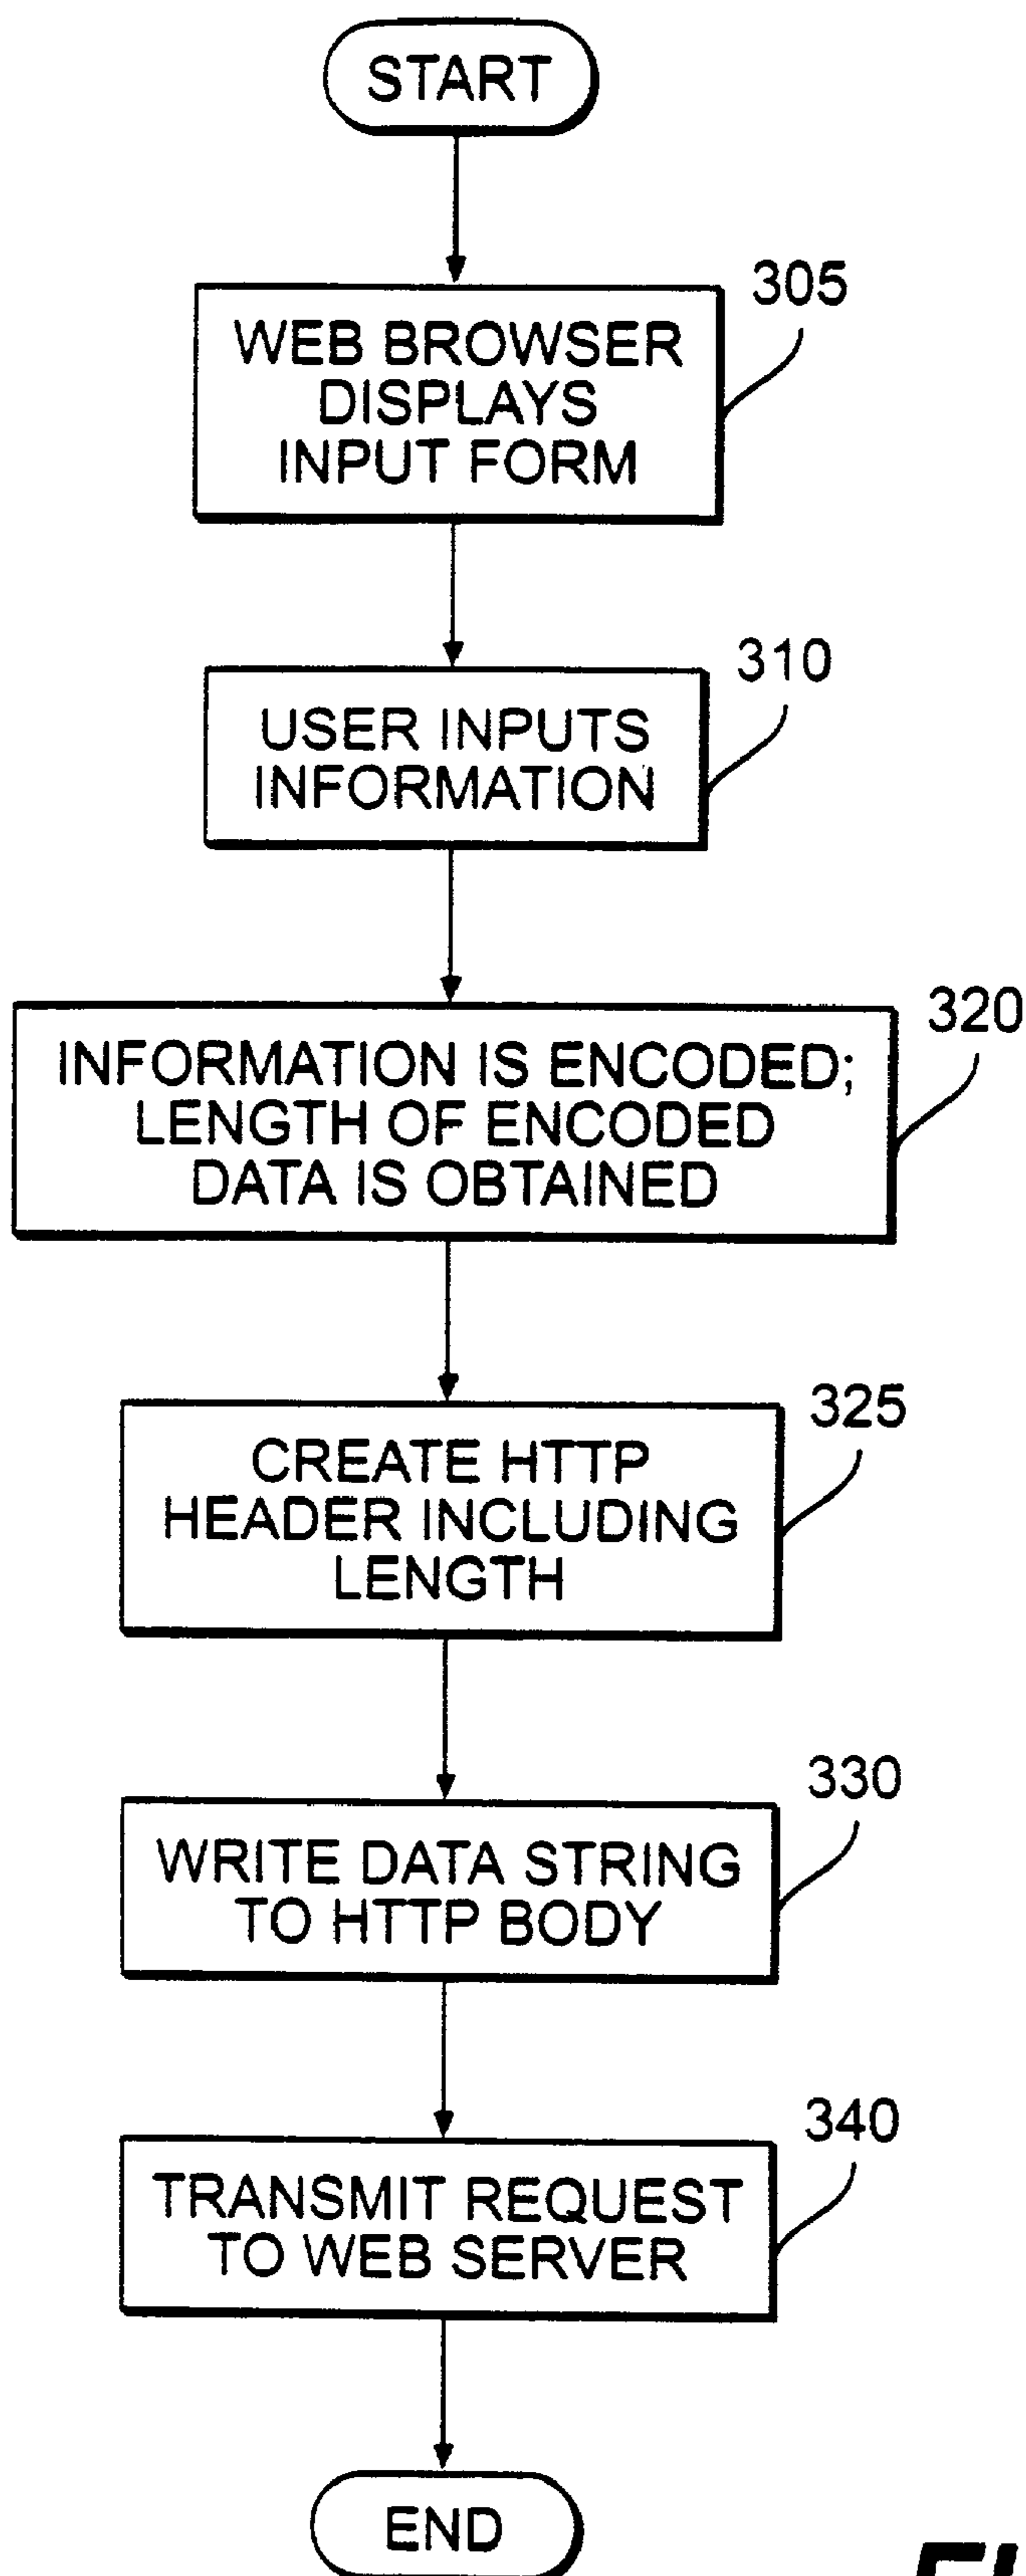 START
305
WEB BROWSER
DISPLAYS
INPUT FORM
310
USER INPUTS
INFORMATION
320
INFORMATION IS ENCODED;
LENGTH OF ENCODED
DATA IS OBTAINED
325
CREATE HTTP
HEADER INCLUDING
LENGTH
330
WRITE DATA STRING
TO HTTP BODY
340
TRANSMIT REQUEST
TO WEB SERVER
END